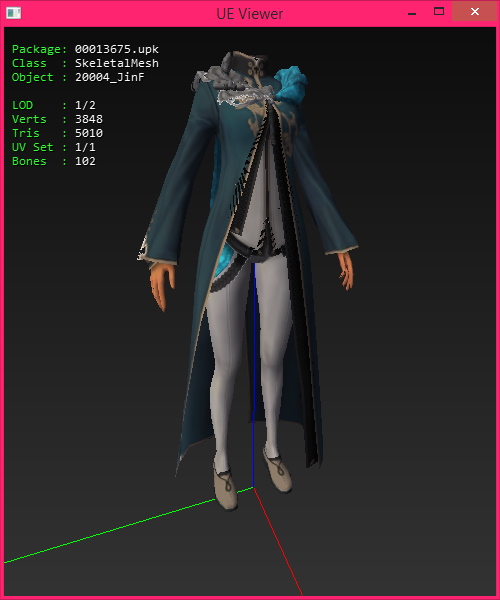 UE Viewer
Package: 00013675.upk
Class  : SkeletalMesh
Object : 20004_JinF
LOD    : 1/2
Verts  : 3848
Tris   : 5010
UV Set : 1/1
Bones  : 102